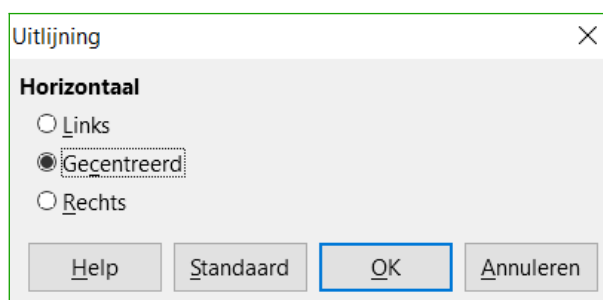 Uitlijning
Horizontaal
Links
Gecentreerd
Rechts
Help Standaard OK Annuleren